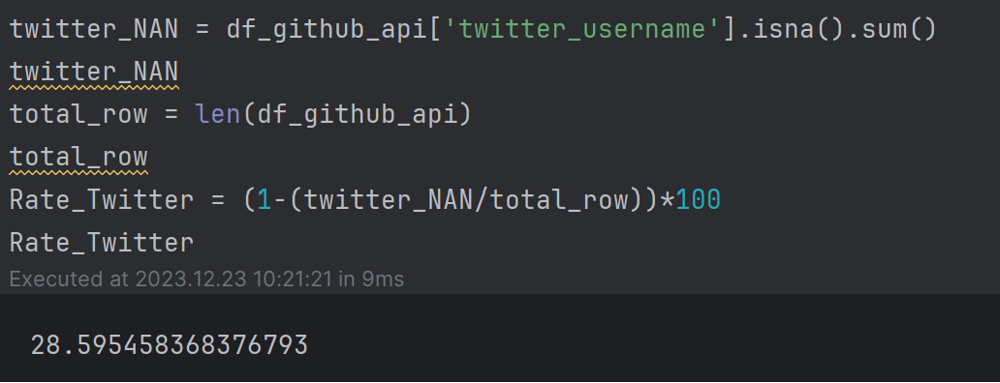 twitter_NAN = df_github_api['twitter_username'].isna().sum()
twitter_NAN
total_row = len(df_github_api)
total_row
Rate_Twitter = (1-(twitter_NAN/total_row))*100
Rate_Twitter
Executed at 2023.12.23 10:21:21 in 9ms
28.595458368376793